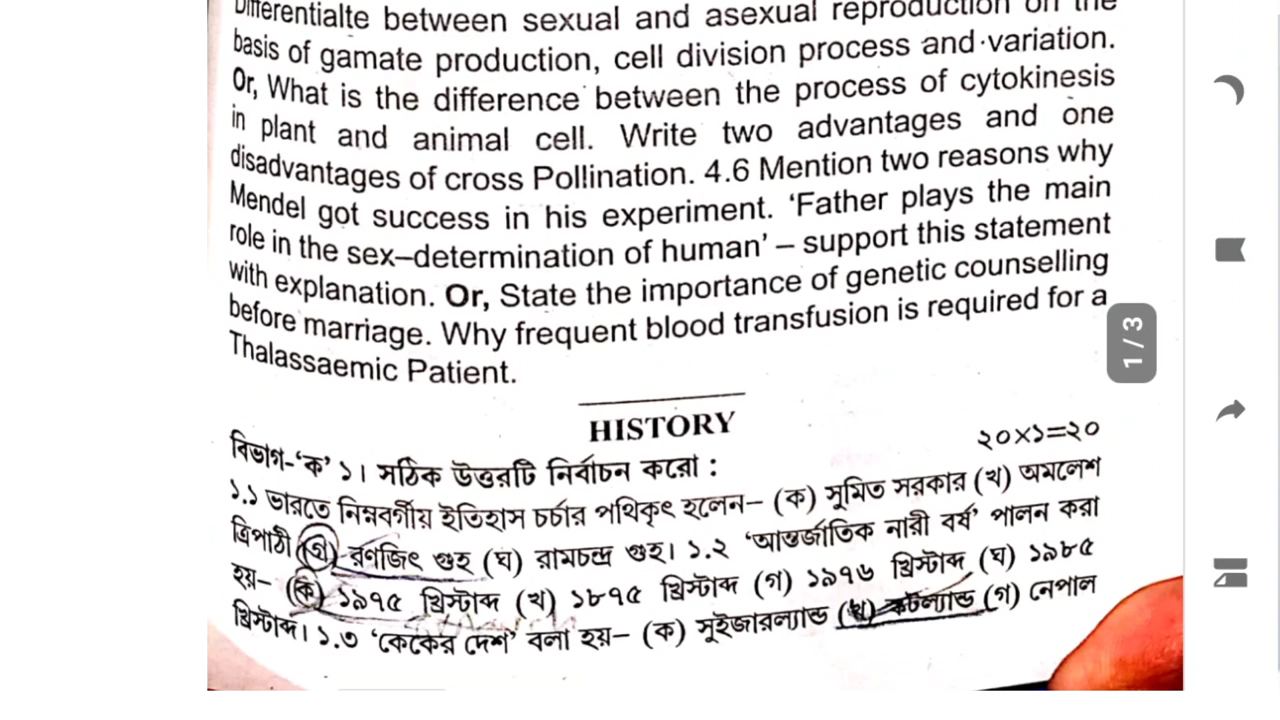 Differentialte between sexual and asexual reproduction on the
basis of gamate production, cell division process and variation.
Or, What is the difference between the process of cytokinesis
in plant and animal cell. Write two advantages and one
disadvantages of cross Pollination. 4.6 Mention two reasons why
Mendel got success in his experiment. ‘Father plays the main
role in the sex–determination of human’ – support this statement
with explanation. Or, State the importance of genetic counselling
before marriage. Why frequent blood transfusion is required for a
Thalassaemic Patient.
HISTORY
বিভাগ-‘ক’ ১। সঠিক উত্তরটি নির্বাচন করো : ২০×১=২০
১.১ ভারতে নিম্নবর্গীয় ইতিহাস চর্চার পথিকৃৎ হলেন– (ক) সুমিত সরকার (খ) অমলেশ
ত্রিপাঠী (গ) রণজিৎ গুহ (ঘ) রামচন্দ্র গুহ। ১.২ ‘আন্তর্জাতিক নারী বর্ষ’ পালন করা
হয়– (ক) ১৯৭৫ খ্রিস্টাব্দ (খ) ১৮৭৫ খ্রিস্টাব্দ (গ) ১৯৭৬ খ্রিস্টাব্দ (ঘ) ১৯৮৫
খ্রিস্টাব্দ। ১.৩ ‘কেকের দেশ’ বলা হয়– (ক) সুইজারল্যান্ড (খ) স্কটল্যান্ড (গ) নেপাল
1/3